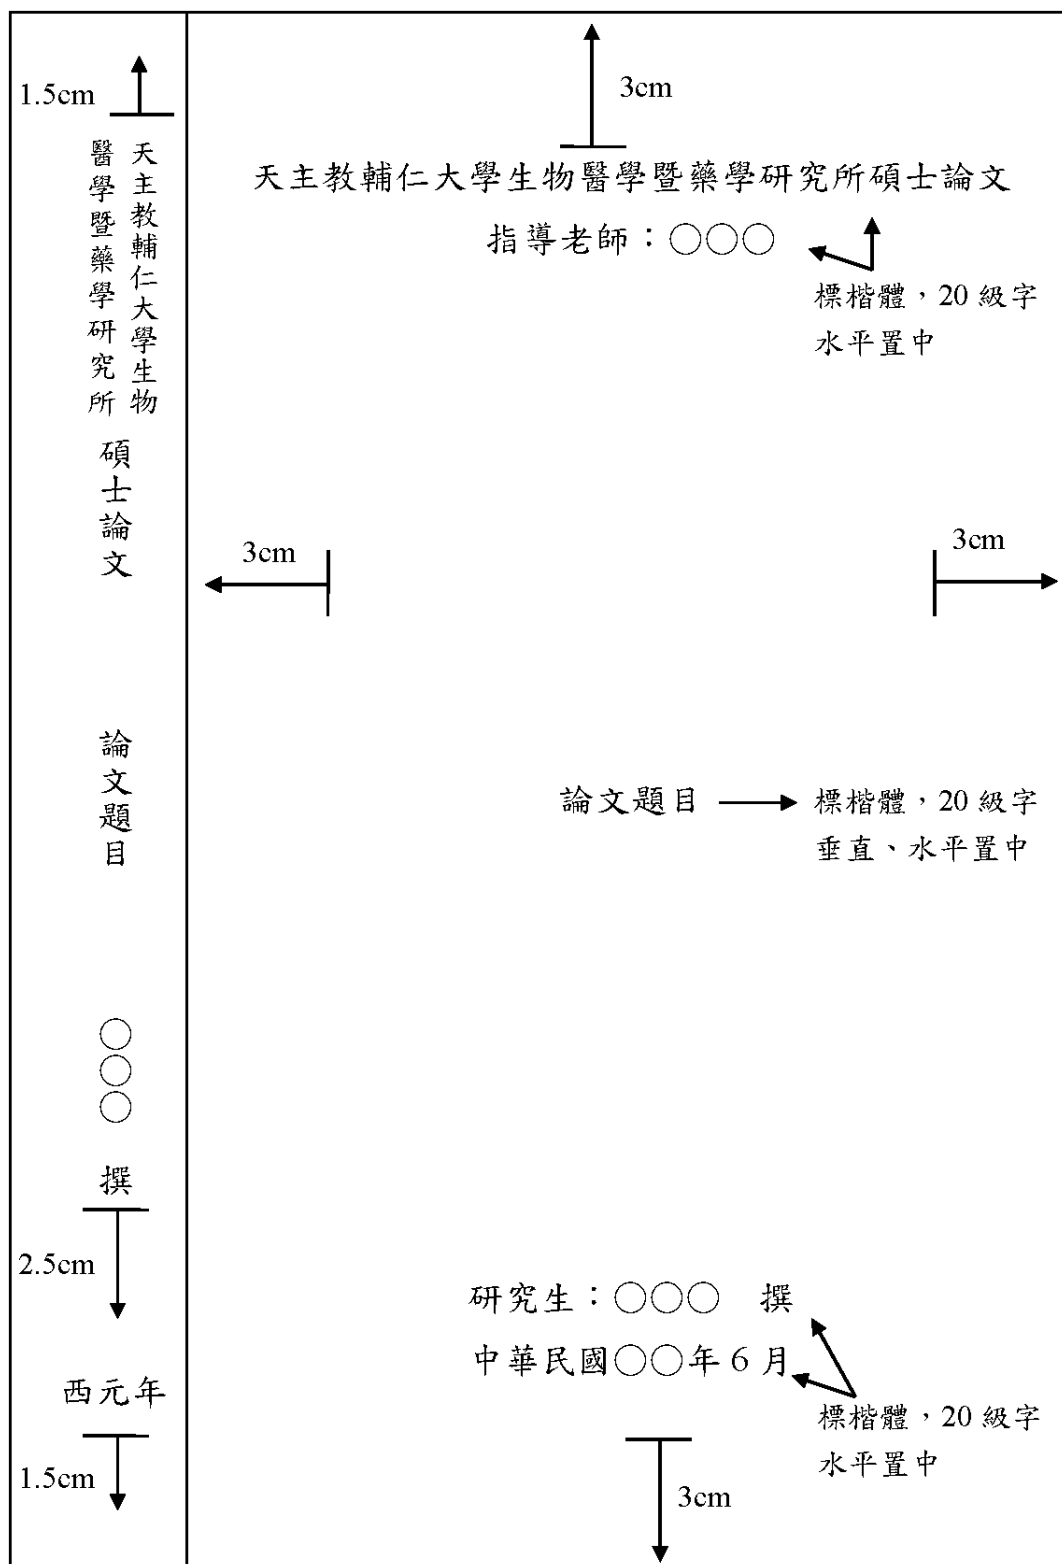 1.5cm
天主教輔仁大學生物
醫學暨藥學研究所
碩士論文
論文題目
○○○
撰
2.5cm
西元年
1.5cm
3cm
天主教輔仁大學生物醫學暨藥學研究所碩士論文
指導老師：○○○
標楷體，20 級字
水平置中
3cm
3cm
論文題目
標楷體，20 級字
垂直、水平置中
研究生：○○○ 撰
中華民國○○年 6 月
標楷體，20 級字
水平置中
3cm